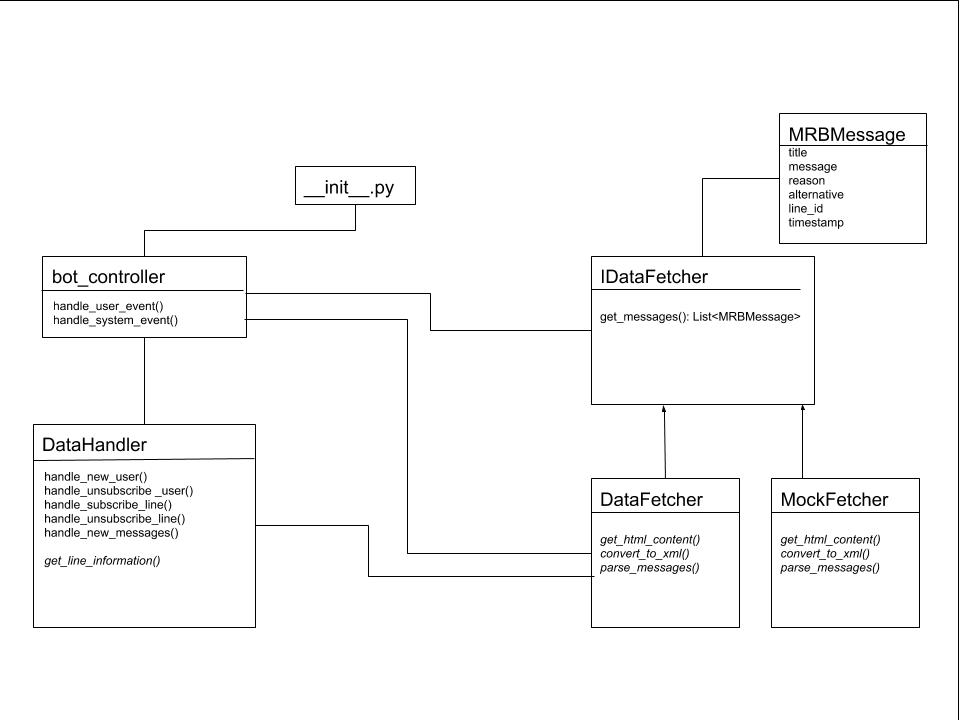 MRBMessage
title
message
reason
alternative
line_id
timestamp
__init__.py
bot_controller
handle_user_event()
handle_system_event()
IDataFetcher
get_messages(): List<MRBMessage>
DataHandler
handle_new_user()
handle_unsubscribe _user()
handle_subscribe_line()
handle_unsubscribe_line()
handle_new_messages()
get_line_information()
DataFetcher
get_html_content()
convert_to_xml()
parse_messages()
MockFetcher
get_html_content()
convert_to_xml()
parse_messages()